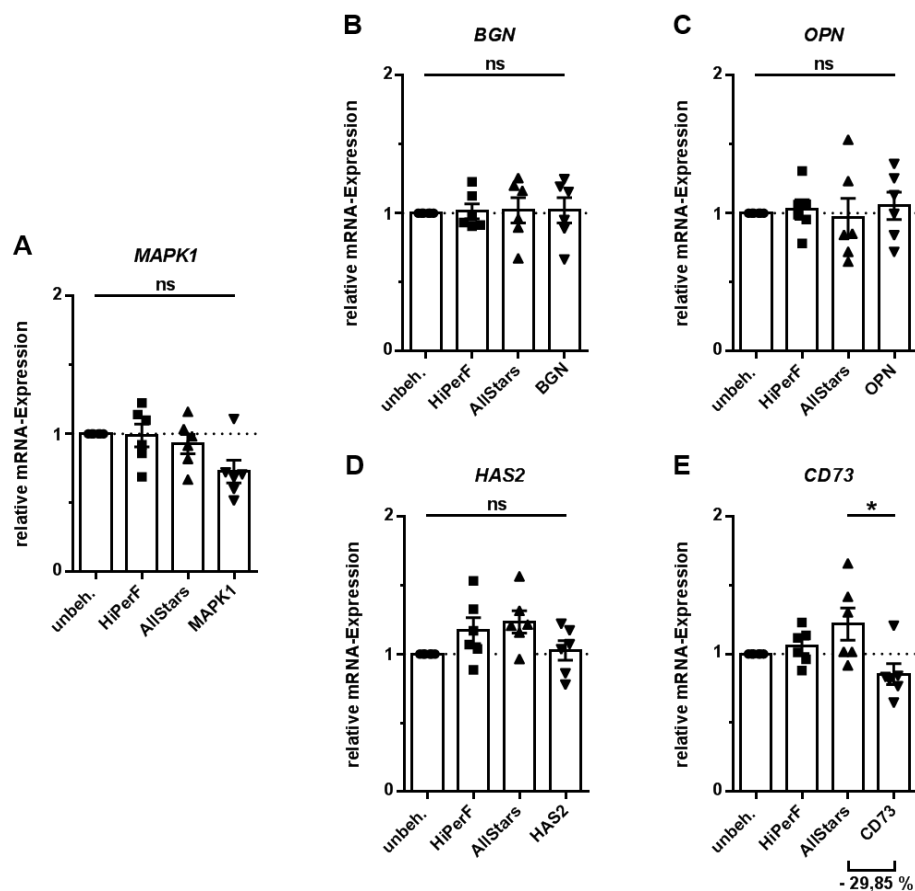 A
MAPK1
ns
relative mRNA-Expression
2
1
0
unbeh.
HiPerF
AllStars
MAPK1
B
BGN
ns
relative mRNA-Expression
2
1
0
unbeh.
HiPerF
AllStars
BGN
C
OPN
ns
relative mRNA-Expression
2
1
0
unbeh.
HiPerF
AllStars
OPN
D
HAS2
ns
relative mRNA-Expression
2
1
0
unbeh.
HiPerF
AllStars
HAS2
E
CD73
*
relative mRNA-Expression
2
1
0
unbeh.
HiPerF
AllStars
CD73
- 29,85 %